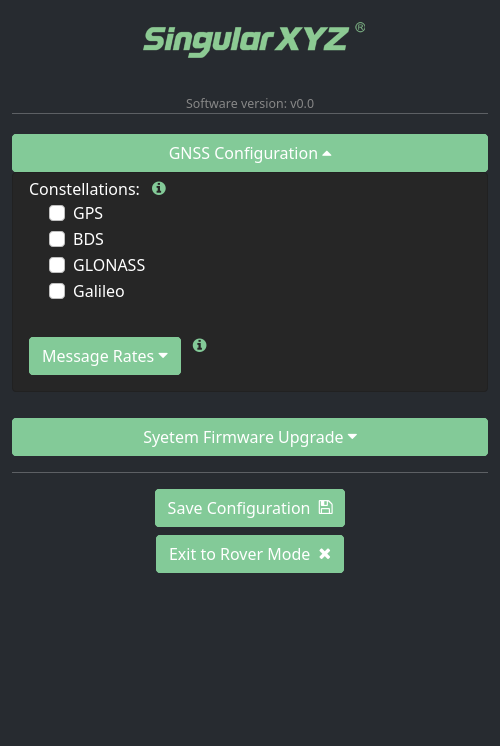 SingularXYZ ®
Software version: v0.0
GNSS Configuration
Constellations:
GPS
BDS
GLONASS
Galileo
Message Rates
Syetem Firmware Upgrade
Save Configuration
Exit to Rover Mode